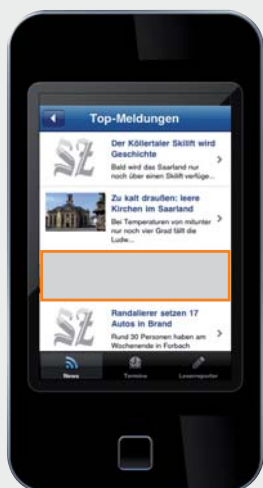 Top-Meldungen
SZ
Der Köllertaler Skilift wird
Geschichte
Bald wird das Saarland nur
noch über einen Skilift verfüge...
Zu kalt draußen: leere
Kirchen im Saarland
Bei Temperaturen von mitunter
nur noch vier Grad fällt die
Ludw...
SZ
Randalierer setzen 17
Autos in Brand
Rund 30 Personen haben am
Wochenende in Forbach
News
Termine
Leserreporter